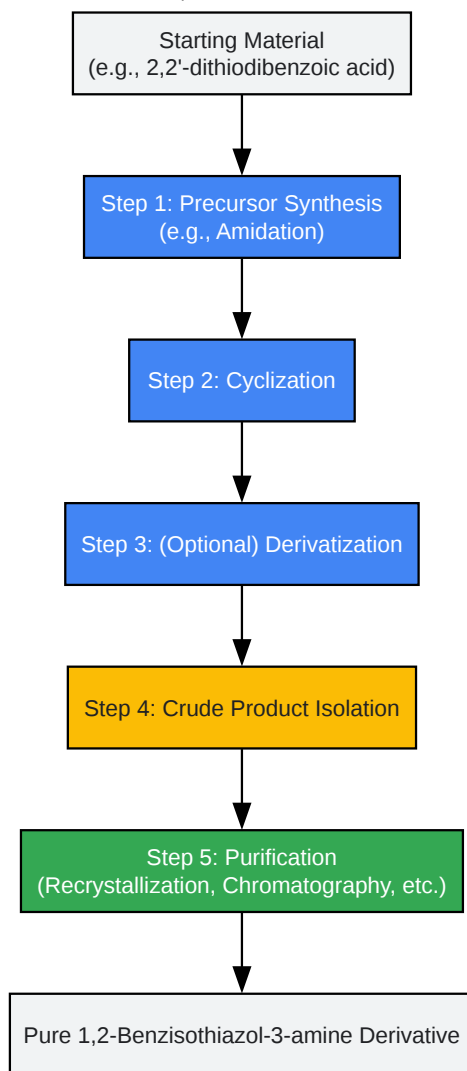 Starting Material
(e.g., 2,2'-dithiodibenzoic acid)
Step 1: Precursor Synthesis
(e.g., Amidation)
Step 2: Cyclization
Step 3: (Optional) Derivatization
Step 4: Crude Product Isolation
Step 5: Purification
(Recrystallization, Chromatography, etc.)
Pure 1,2-Benzisothiazol-3-amine Derivative